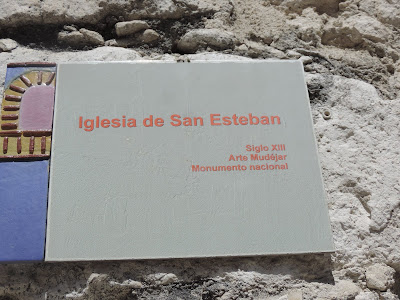 Iglesia de San Esteban
Siglo XIII
Arte Mudéjar
Monumento nacional